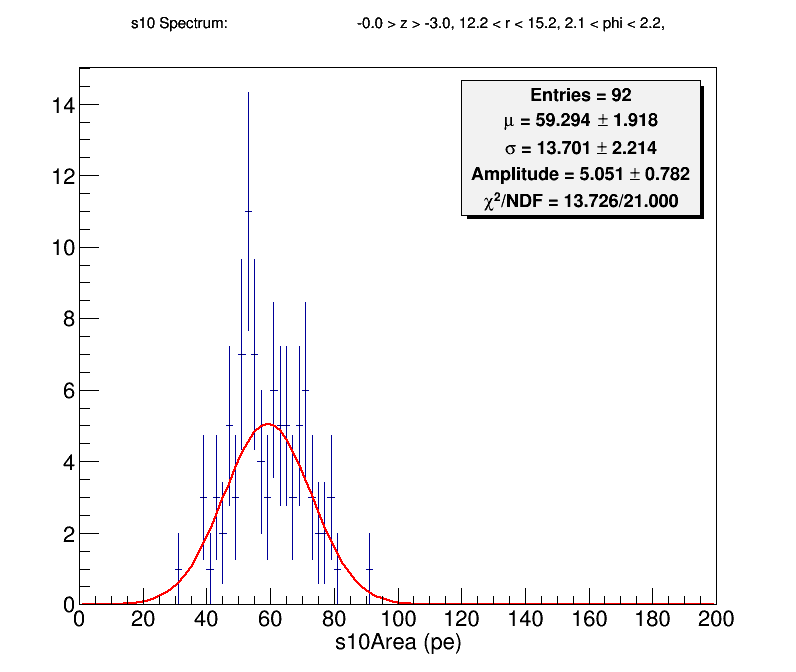 s10 Spectrum: -0.0 > z > -3.0, 12.2 < r < 15.2, 2.1 < phi < 2.2,
Entries = 92
μ = 59.294 ± 1.918
σ = 13.701 ± 2.214
Amplitude = 5.051 ± 0.782
χ²/NDF = 13.726/21.000
14
12
10
8
6
4
2
0
0 20 40 60 80 100 120 140 160 180 200
s10Area (pe)